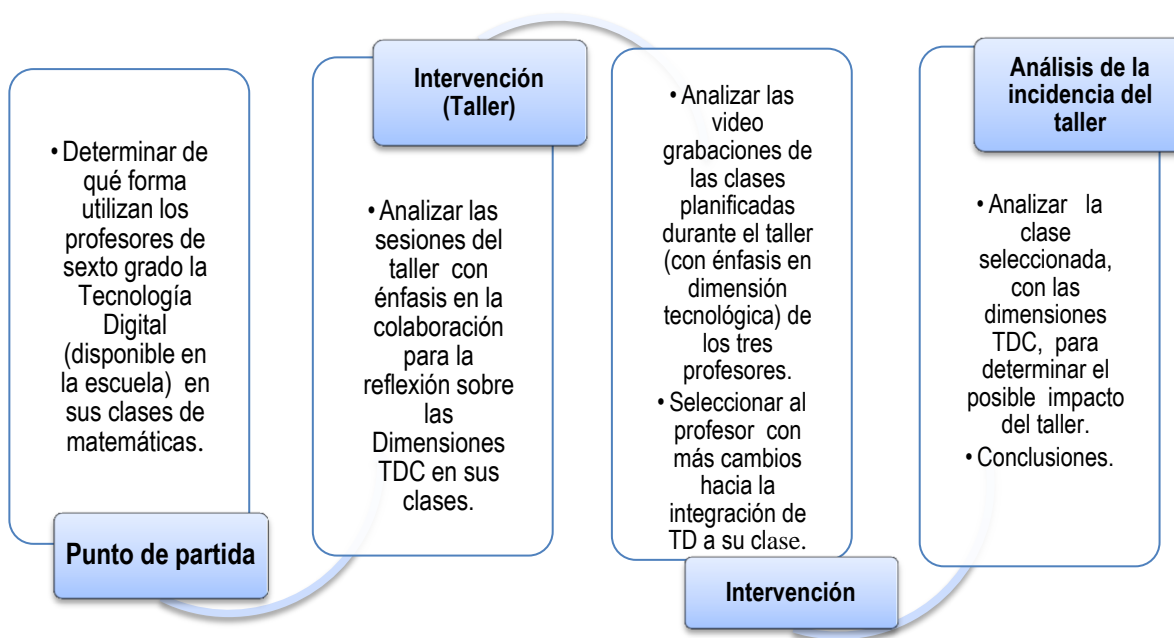 • Determinar de
qué forma
utilizan los
profesores de
sexto grado la
Tecnología
Digital
(disponible en
la escuela) en
sus clases de
matemáticas.
Punto de partida
Intervención
(Taller)
• Analizar las
sesiones del
taller con
énfasis en la
colaboración
para la
reflexión sobre
las
Dimensiones
TDC en sus
clases.
• Analizar las
video
grabaciones de
las clases
planificadas
durante el taller
(con énfasis en
dimensión
tecnológica) de
los tres
profesores.
• Seleccionar al
profesor con
más cambios
hacia la
integración de
TD a su clase.
Intervención
Análisis de la
incidencia del
taller
• Analizar la
clase
seleccionada,
con las
dimensiones
TDC, para
determinar el
posible impacto
del taller.
• Conclusiones.